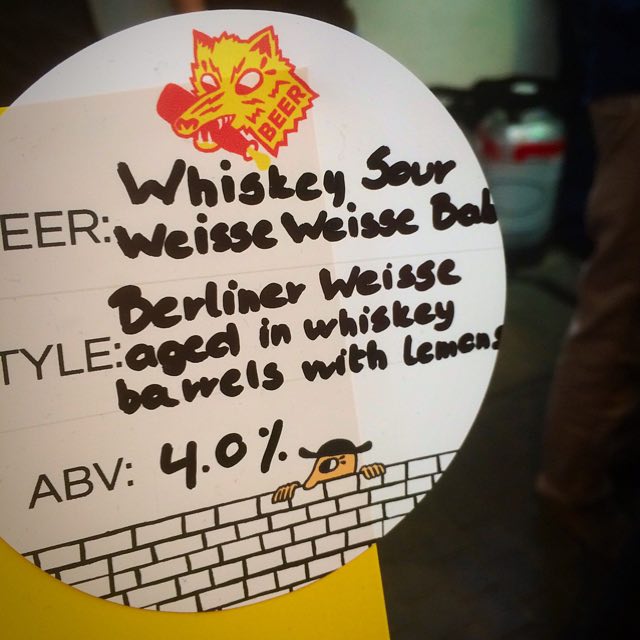 BEER
EER: Whiskey Sour
Weisse Weisse Bab
TYLE: Berliner Weisse
aged in whiskey
barrels with lemons
ABV: 4.0%